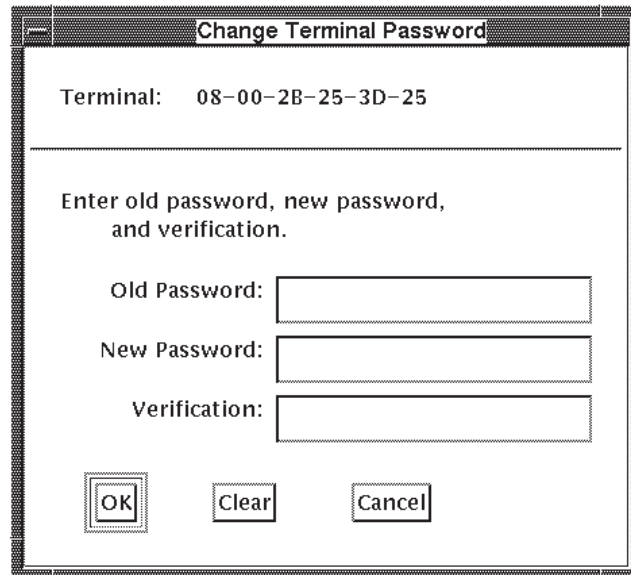 Change Terminal Password
Terminal: 08-00-2B-25-3D-25
Enter old password, new password,
and verification.
Old Password:
New Password:
Verification:
OK Clear Cancel